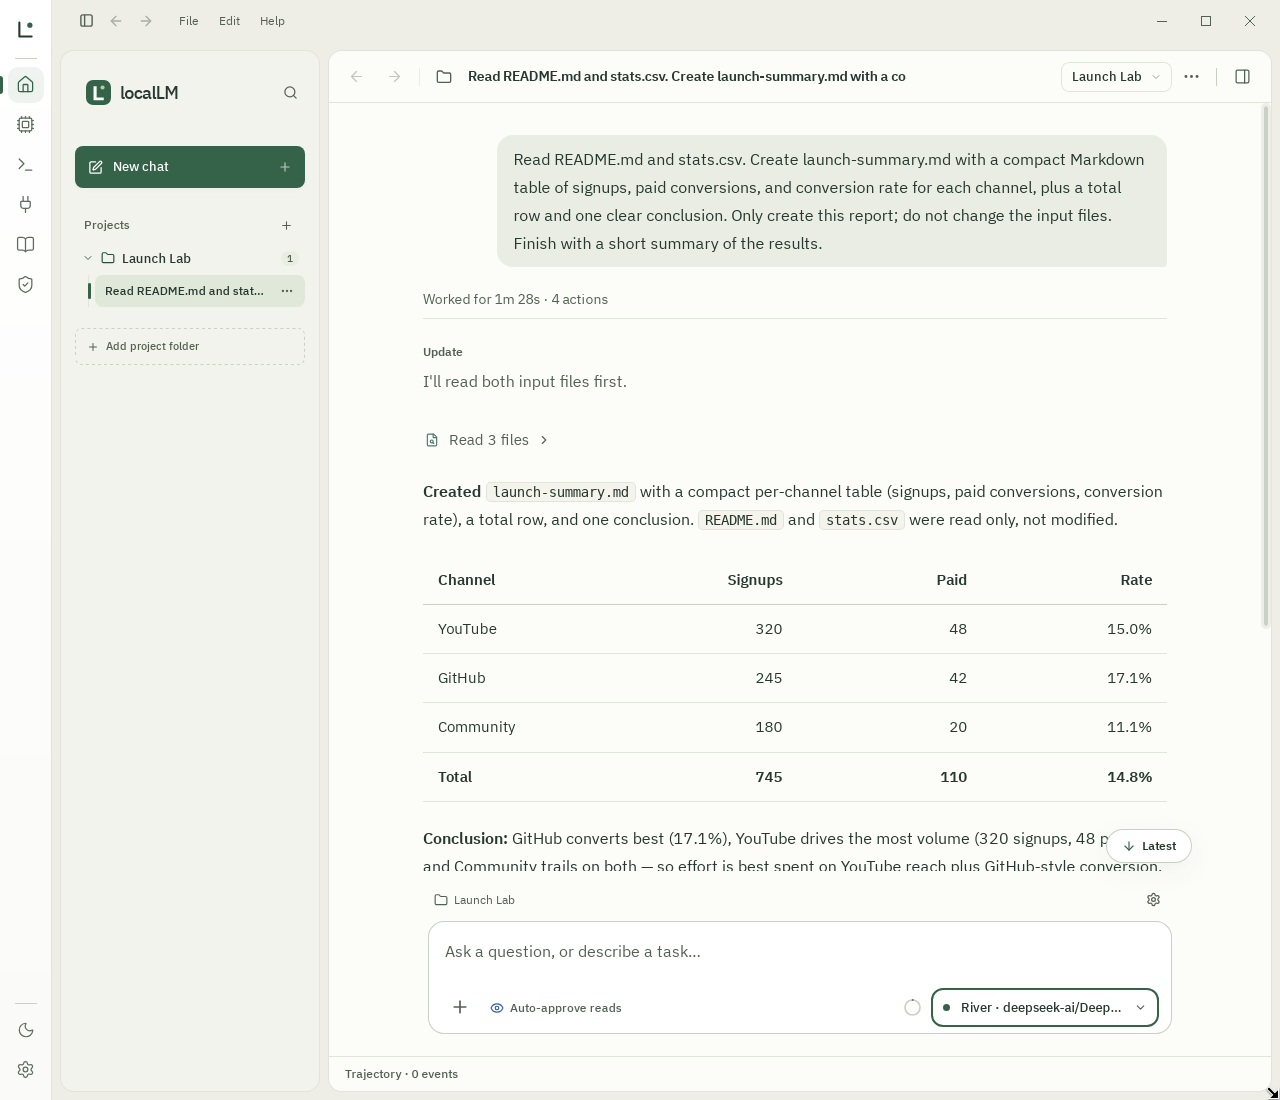 File Edit Help
localLM
New chat
Projects
Launch Lab 1
Read README.md and stat...
Add project folder
Read README.md and stats.csv. Create launch-summary.md with a co
Launch Lab
Read README.md and stats.csv. Create launch-summary.md with a compact Markdown
table of signups, paid conversions, and conversion rate for each channel, plus a total
row and one clear conclusion. Only create this report; do not change the input files.
Finish with a short summary of the results.
Worked for 1m 28s · 4 actions
Update
I'll read both input files first.
Read 3 files
Created launch-summary.md with a compact per-channel table (signups, paid conversions, conversion
rate), a total row, and one conclusion. README.md and stats.csv were read only, not modified.
Channel Signups Paid Rate
YouTube 320 48 15.0%
GitHub 245 42 17.1%
Community 180 20 11.1%
Total 745 110 14.8%
Conclusion: GitHub converts best (17.1%), YouTube drives the most volume (320 signups, 48 p
Latest
and Community trails on both — so effort is best spent on YouTube reach plus GitHub-style conversion.
Launch Lab
Ask a question, or describe a task...
Auto-approve reads
River · deepseek-ai/Deep...
Trajectory · 0 events